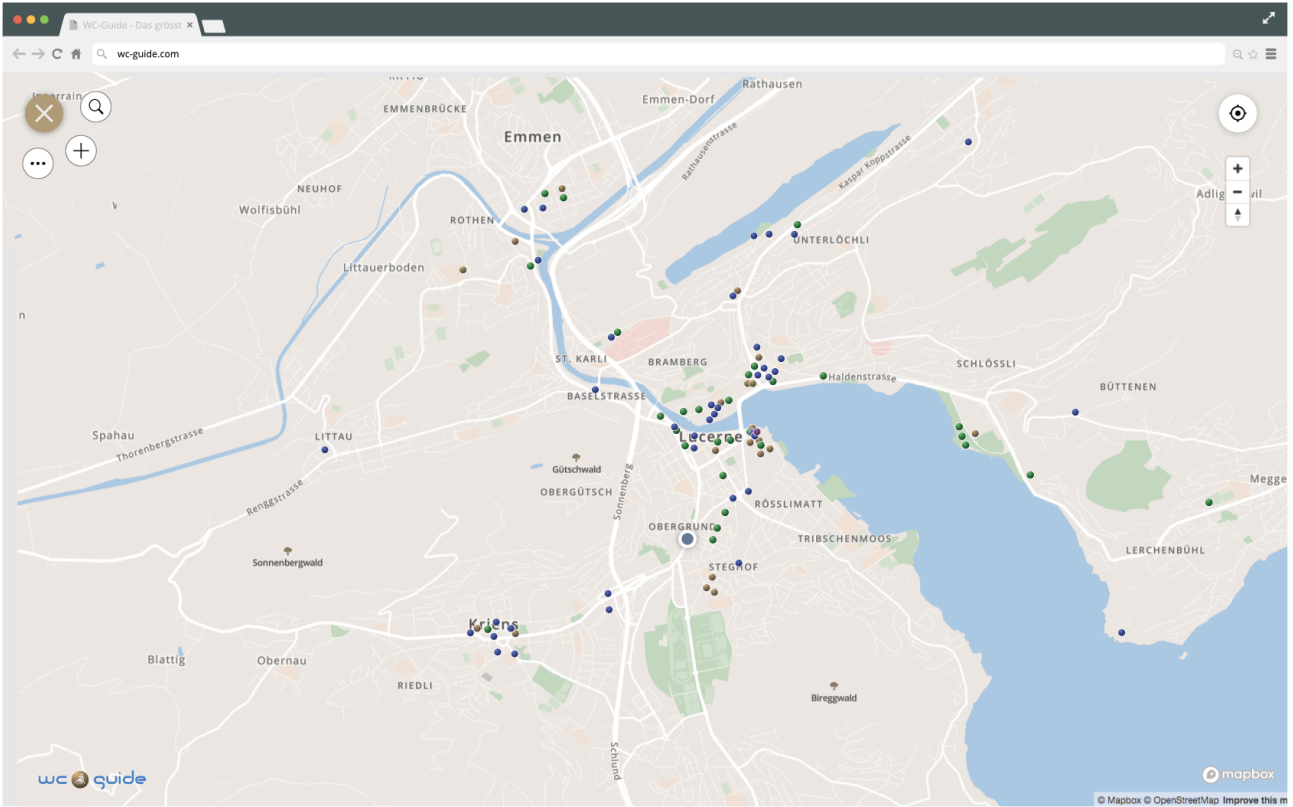 WC-Guide - Das grösst
wc-guide.com
Rathausen
Emmen-Dorf
EMMENBRÜCKE
Emmen
Rathausenstrasse
Kaspar Koppstrasse
NEUHOF
Wolfisbühl
ROTHEN
UNTERLÖCHLI
Littauerboden
n
ST. KARLI
BRAMBERG
SCHLÖSSLI
Haldenstrasse
BÜTTENEN
BASELSTRASSE
Spahau
Thorenbergstrasse
LITTAU
Lucerne
Gütschwald
Renggstrasse
OBERGÜTSCH
Sonnenberg
Megge
RÖSSLIMATT
OBERGRUND
TRIBSCHENMOOS
LERCHENBÜHL
Sonnenbergwald
STEGHOF
Kriens
Blattig
Obernau
RIEDLI
Bireggwald
Schlund
wc guide
mapbox
© Mapbox © OpenStreetMap Improve this m